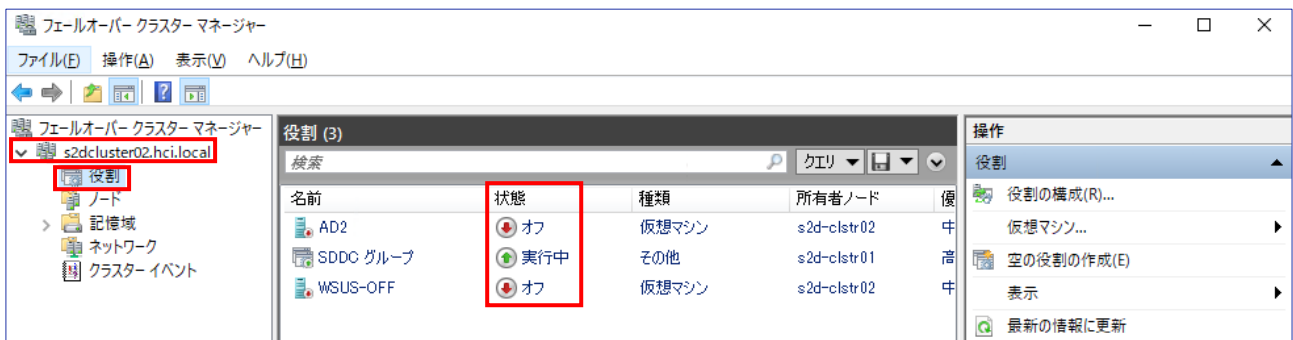 フェールオーバー クラスター マネージャー
ファイル(F) 操作(A) 表示(V) ヘルプ(H)
フェールオーバー クラスター マネージャー
s2dcluster02.hci.local
役割
ノード
記憶域
ネットワーク
クラスター イベント
役割 (3)
検索 クエリ
名前 状態 種類 所有者ノード 優
AD2 オフ 仮想マシン s2d-clstr02 中
SDDC グループ 実行中 その他 s2d-clstr01 高
WSUS-OFF オフ 仮想マシン s2d-clstr02 中
操作
役割
役割の構成(R)...
仮想マシン...
空の役割の作成(E)
表示
最新の情報に更新